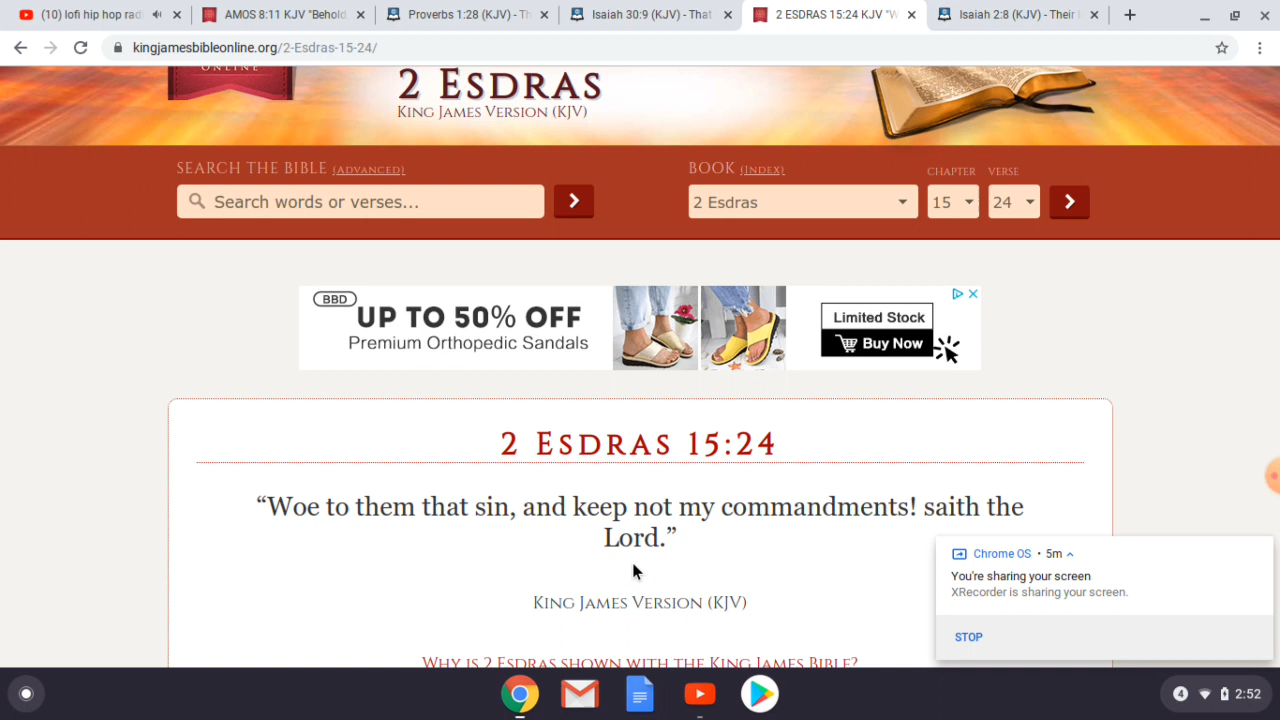 (10) lofi hip hop radi
AMOS 8:11 KJV "Behold,
Proverbs 1:28 (KJV) - Th
Isaiah 30:9 (KJV) - That
2 ESDRAS 15:24 KJV "W
Isaiah 2:8 (KJV) - Their
kingjamesbibleonline.org/2-Esdras-15-24/
ONLINE
2 ESDRAS
KING JAMES VERSION (KJV)
SEARCH THE BIBLE (ADVANCED)
BOOK (INDEX)
CHAPTER
VERSE
Search words or verses...
2 Esdras
15
24
BBD
UP TO 50% OFF
Premium Orthopedic Sandals
Limited Stock
Buy Now
2 ESDRAS 15:24
“Woe to them that sin, and keep not my commandments! saith the
Lord.”
KING JAMES VERSION (KJV)
WHY IS 2 ESDRAS SHOWN WITH THE KING JAMES BIBLE?
Chrome OS • 5m
You're sharing your screen
XRecorder is sharing your screen.
STOP
4
2:52